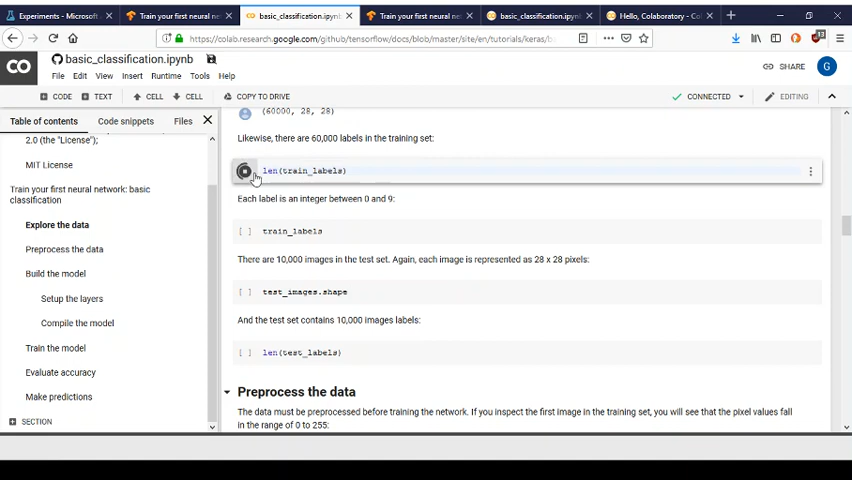 Experiments - Microsoft
Train your first neural ne
basic_classification.ipynb
Train your first neural net
basic_classification.ipynb
Hello, Colaboratory - Co
https://colab.research.google.com/github/tensorflow/docs/blob/master/site/en/tutorials/keras/b
13
CO
basic_classification.ipynb
SHARE
G
File Edit View Insert Runtime Tools Help
CODE TEXT CELL CELL COPY TO DRIVE
CONNECTED
EDITING
Table of contents Code snippets Files
2.0 (the "License");
MIT License
Train your first neural network: basic
classification
Explore the data
Preprocess the data
Build the model
Setup the layers
Compile the model
Train the model
Evaluate accuracy
Make predictions
SECTION
(60000, 28, 28)
Likewise, there are 60,000 labels in the training set:
len(train_labels)
Each label is an integer between 0 and 9:
[ ] train_labels
There are 10,000 images in the test set. Again, each image is represented as 28 x 28 pixels:
[ ] test_images.shape
And the test set contains 10,000 images labels:
[ ] len(test_labels)
Preprocess the data
The data must be preprocessed before training the network. If you inspect the first image in the training set, you will see that the pixel values fall
in the range of 0 to 255: